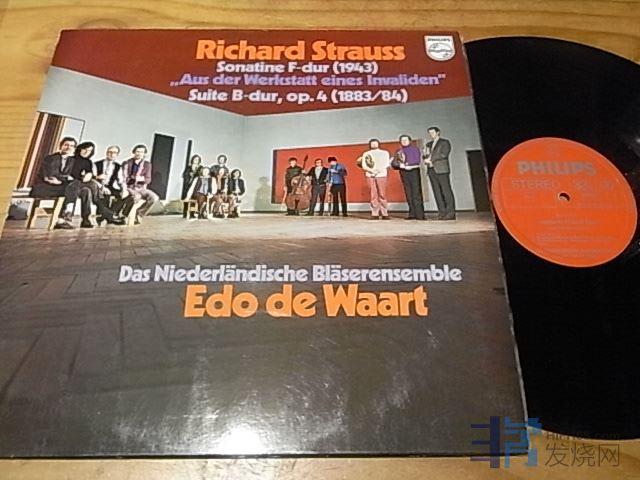 Richard Strauss
Sonatine F-dur (1943)
„Aus der Werkstatt eines Invaliden"
Suite B-dur, op. 4 (1883/84)
PHILIPS
Das Niederländische Bläserensemble
Edo de Waart
PHILIPS
STEREO
发烧网